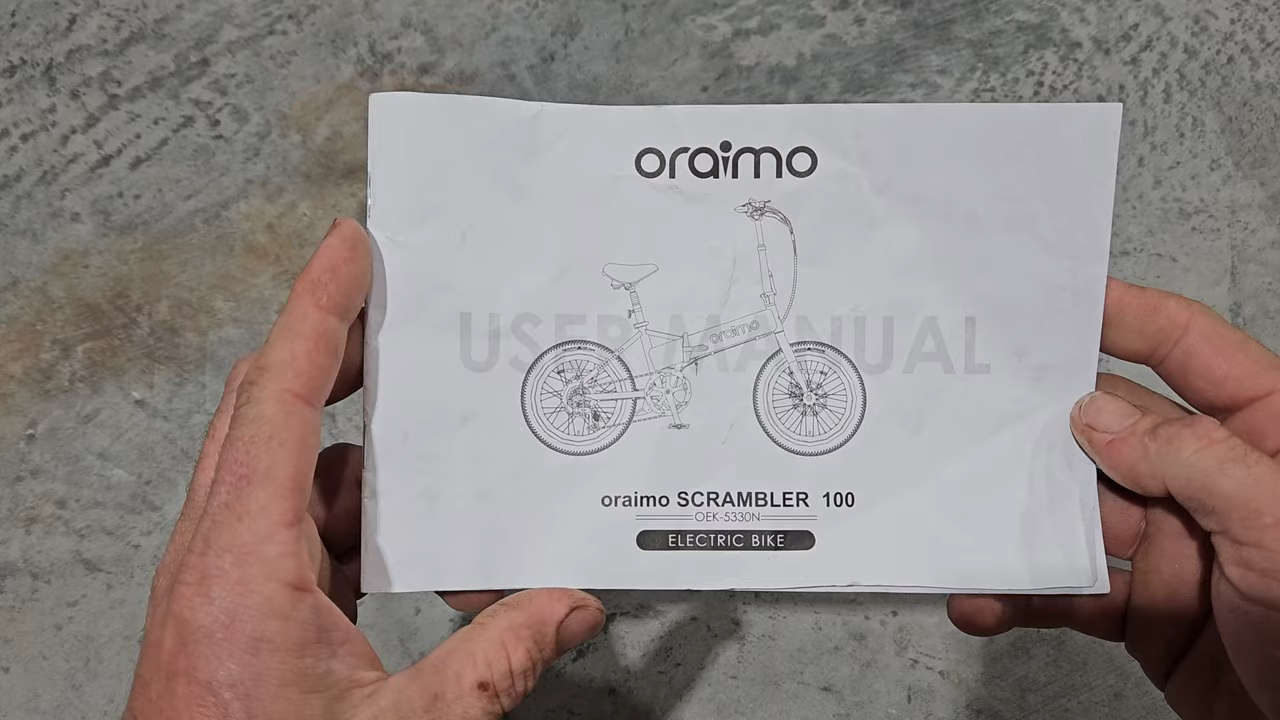 oraimo
oraimo
USER MANUAL
oraimo SCRAMBLER 100
OEK-5330N
ELECTRIC BIKE